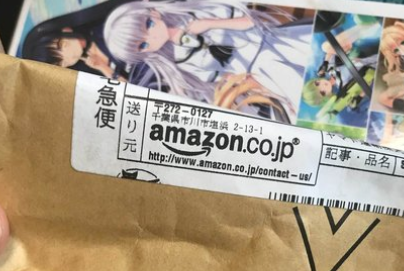 宅急便
送り元
〒272-0127
千葉県市川市塩浜 2-13-1
amazon.co.jp®
http://www.amazon.co.jp/contact-us/
記事・品名